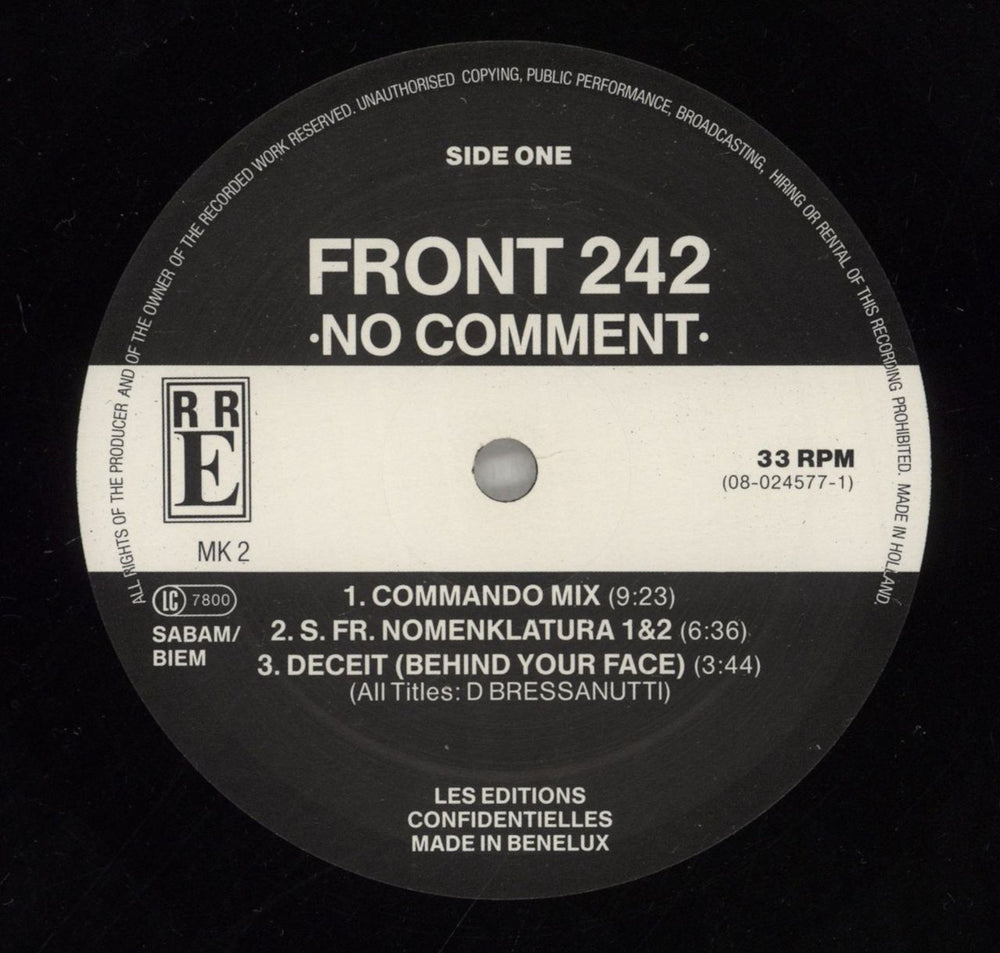 ALL RIGHTS OF THE PRODUCER AND OF THE OWNER OF THE RECORDED WORK RESERVED. UNAUTHORISED COPYING, PUBLIC PERFORMANCE, BROADCASTING, HIRING OR RENTAL OF THIS RECORDING PROHIBITED. MADE IN HOLLAND.
SIDE ONE
FRONT 242
·NO COMMENT·
R R
E
MK 2
33 RPM
(08-024577-1)
LC 7800
SABAM/
BIEM
1. COMMANDO MIX (9:23)
2. S. FR. NOMENKLATURA 1&2 (6:36)
3. DECEIT (BEHIND YOUR FACE) (3:44)
(All Titles: D BRESSANUTTI)
LES EDITIONS
CONFIDENTIELLES
MADE IN BENELUX